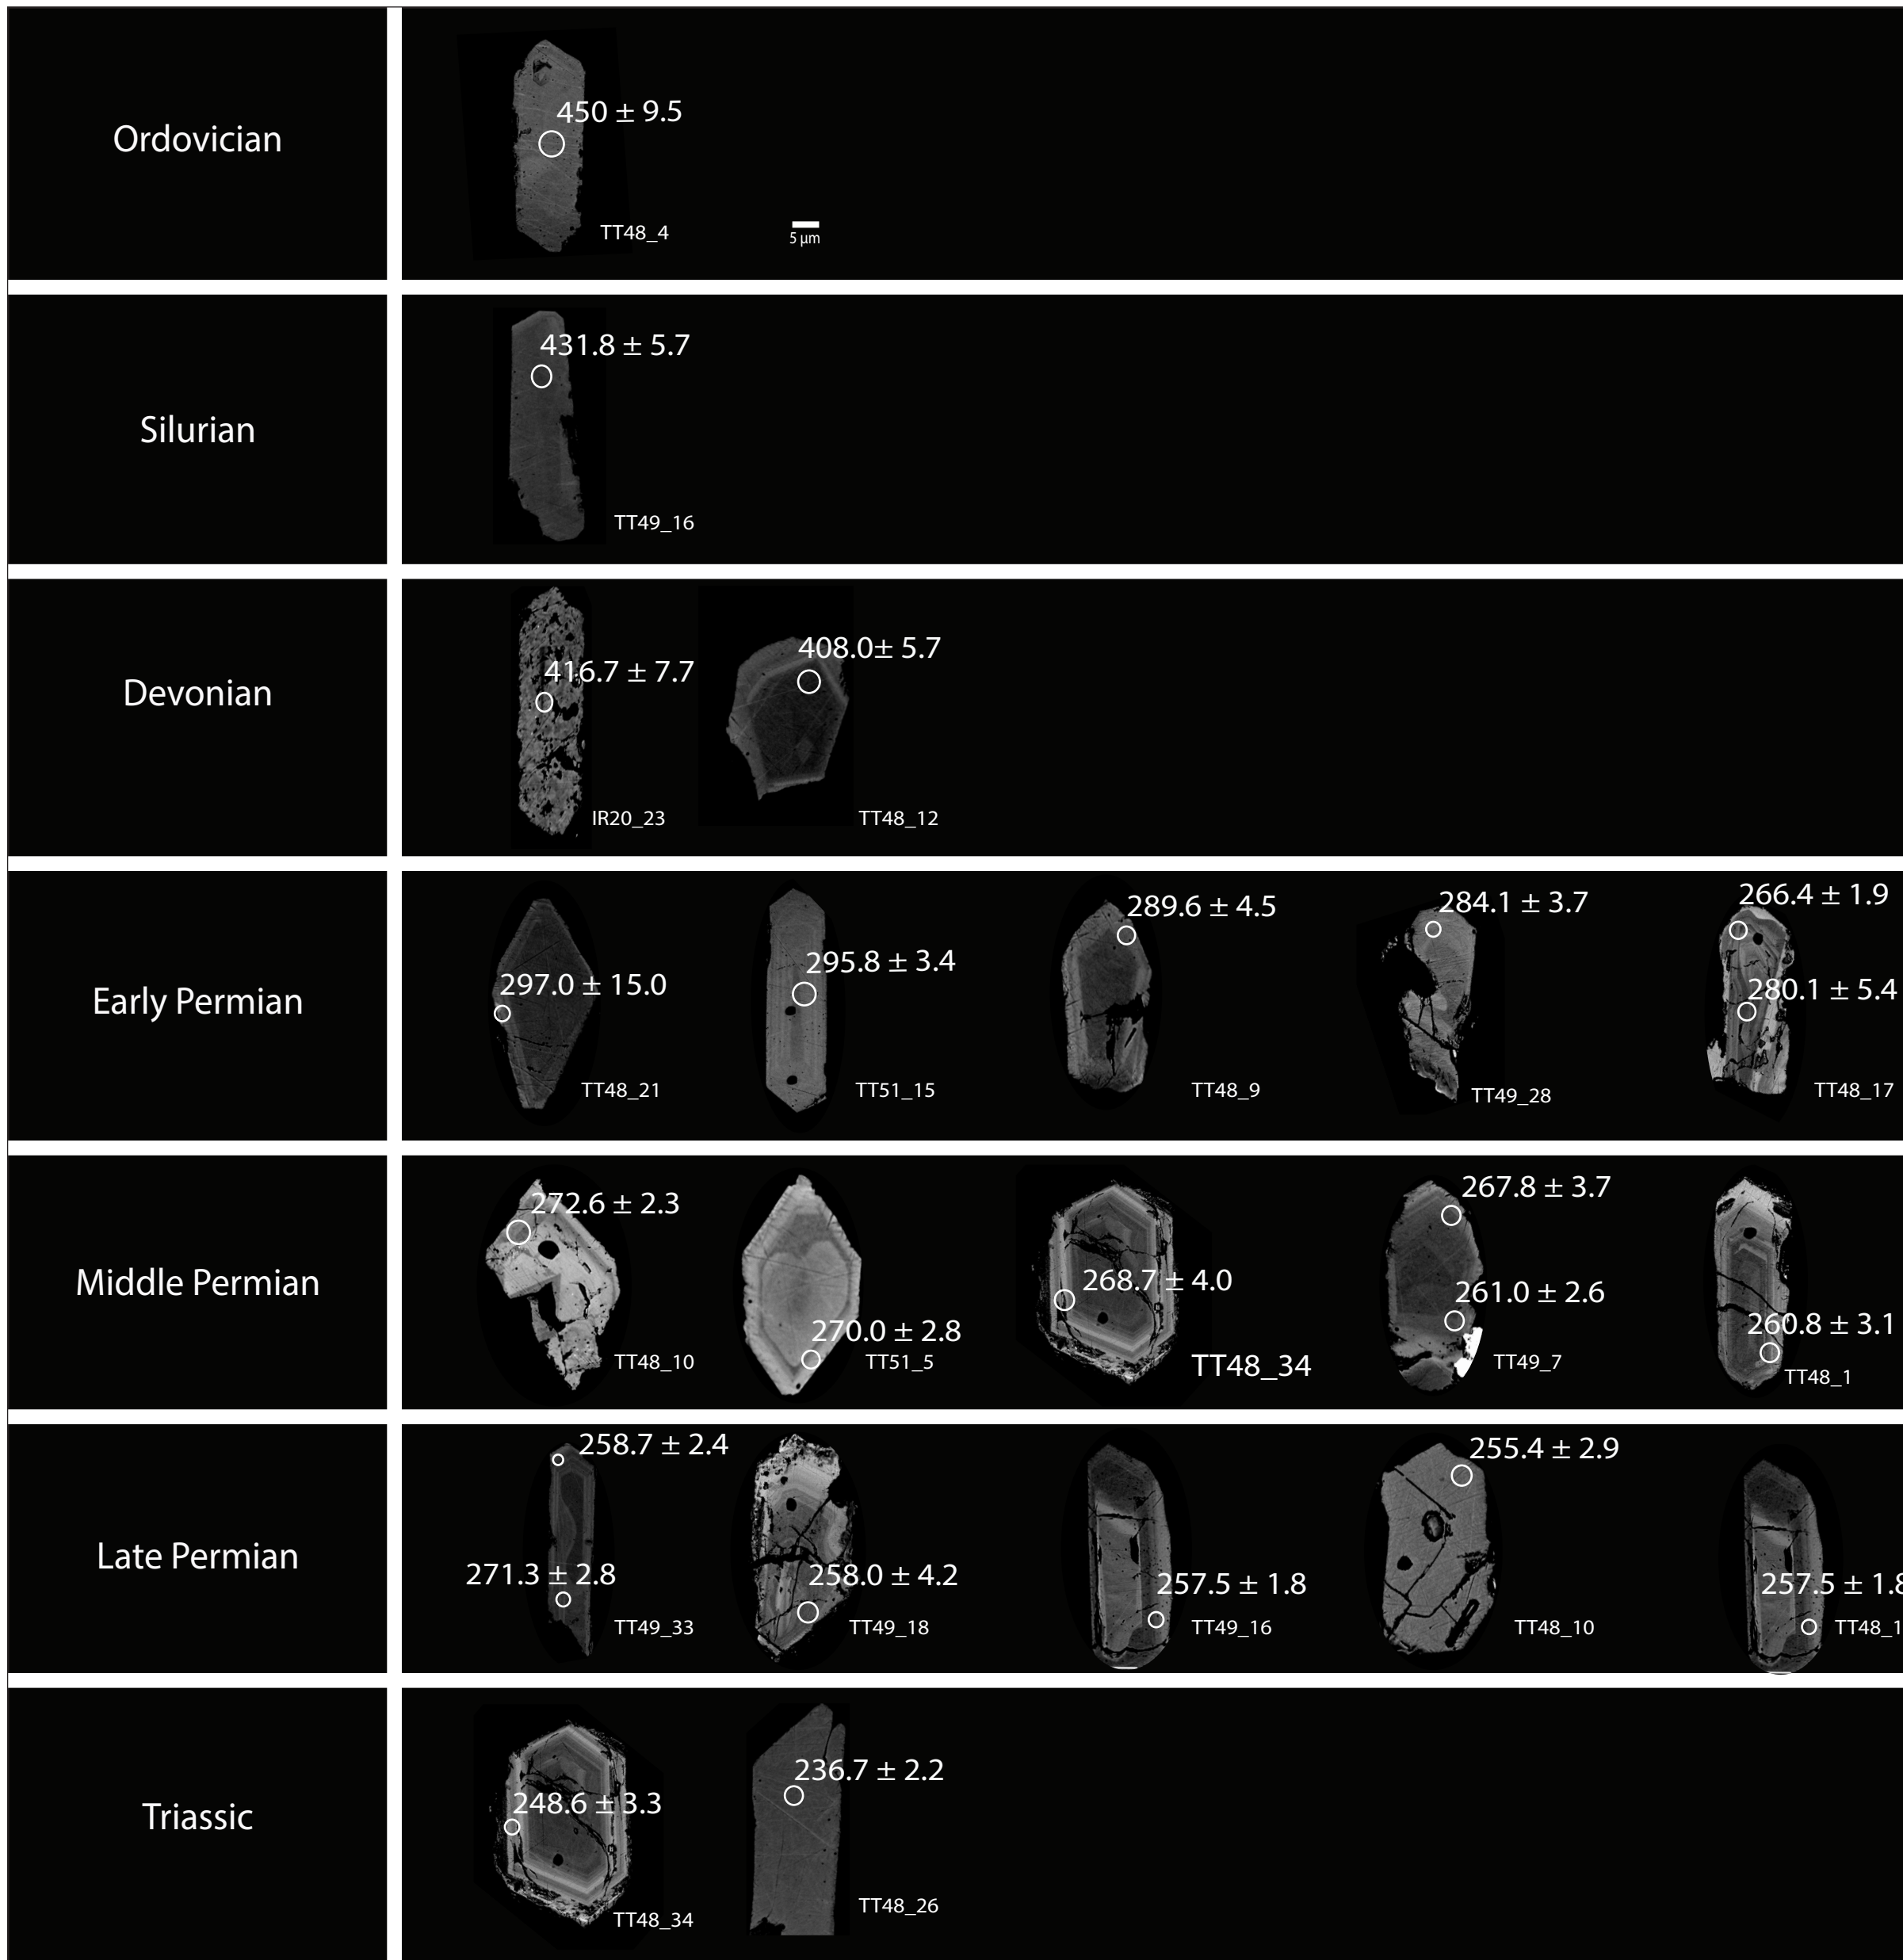 Ordovician
450 ± 9.5
TT48_4
5 µm
Silurian
431.8 ± 5.7
TT49_16
Devonian
416.7 ± 7.7
IR20_23
408.0± 5.7
TT48_12
Early Permian
297.0 ± 15.0
TT48_21
295.8 ± 3.4
TT51_15
289.6 ± 4.5
TT48_9
284.1 ± 3.7
TT49_28
266.4 ± 1.9
280.1 ± 5.4
TT48_17
Middle Permian
272.6 ± 2.3
TT48_10
270.0 ± 2.8
TT51_5
268.7 ± 4.0
TT48_34
267.8 ± 3.7
261.0 ± 2.6
TT49_7
260.8 ± 3.1
TT48_1
Late Permian
258.7 ± 2.4
271.3 ± 2.8
TT49_33
258.0 ± 4.2
TT49_18
257.5 ± 1.8
TT49_16
255.4 ± 2.9
TT48_10
257.5 ± 1.8
TT48_1
Triassic
248.6 ± 3.3
TT48_34
236.7 ± 2.2
TT48_26